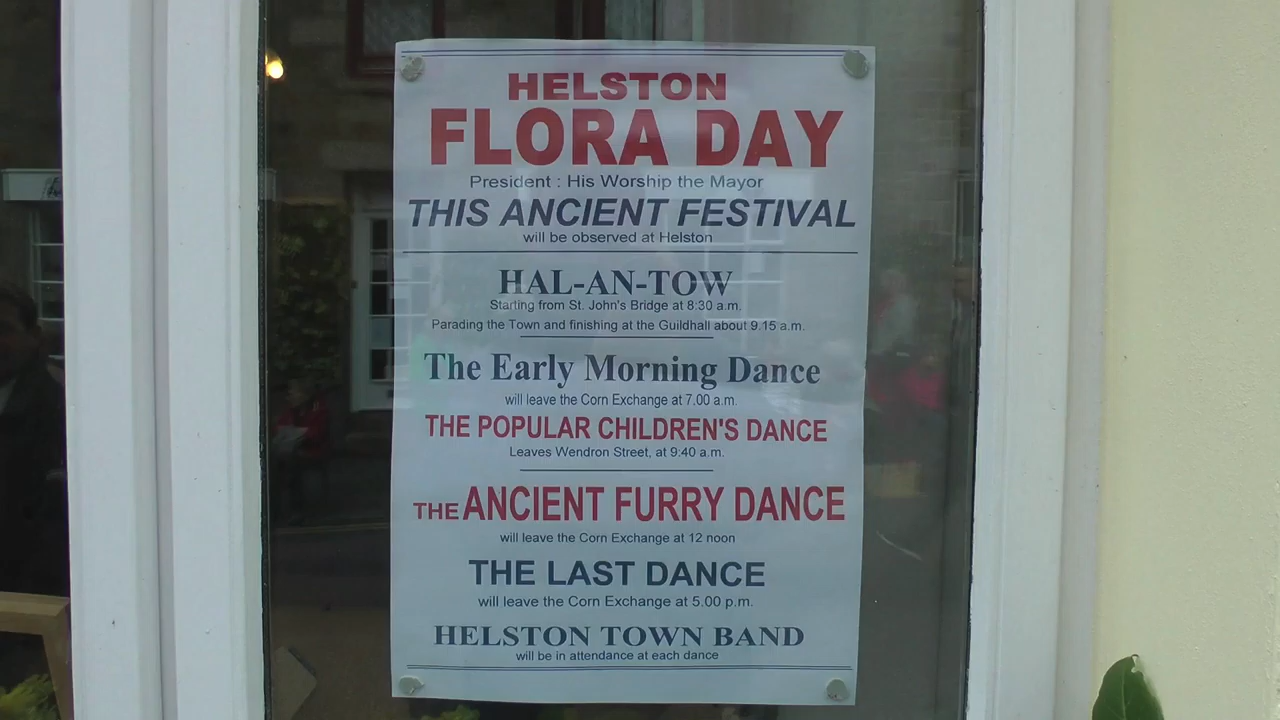 HELSTON
FLORA DAY
President : His Worship the Mayor
THIS ANCIENT FESTIVAL
will be observed at Helston
HAL-AN-TOW
Starting from St. John's Bridge at 8:30 a.m.
Parading the Town and finishing at the Guildhall about 9.15 a.m.
The Early Morning Dance
will leave the Corn Exchange at 7.00 a.m.
THE POPULAR CHILDREN'S DANCE
Leaves Wendron Street, at 9:40 a.m.
THE ANCIENT FURRY DANCE
will leave the Corn Exchange at 12 noon
THE LAST DANCE
will leave the Corn Exchange at 5.00 p.m.
HELSTON TOWN BAND
will be in attendance at each dance